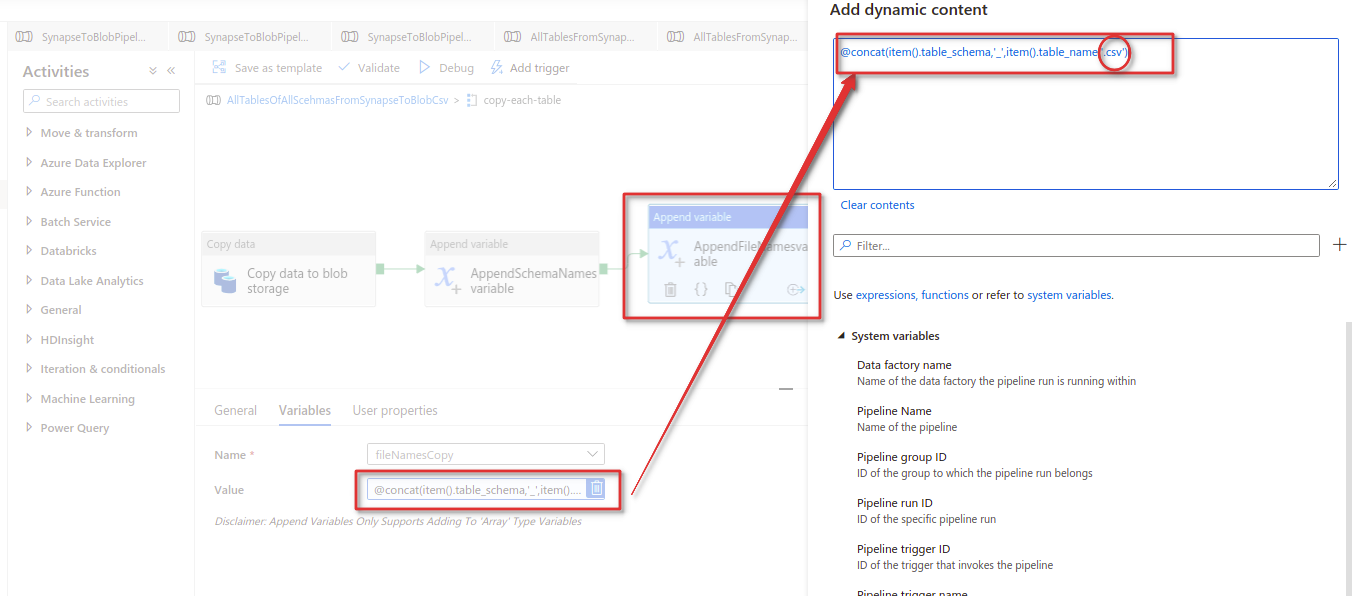 Add dynamic content
SynapseToBlobPipel...
SynapseToBlobPipel...
SynapseToBlobPipel...
AllTablesFromSynap...
AllTablesFromSynap...
@concat(item().table_schema,'_',item().table_name'.csv')
Activities
Save as template
Validate
Debug
Add trigger
Search activities
AllTablesOfAllScehmasFromSynapseToBlobCsv > copy-each-table
Move & transform
Azure Data Explorer
Azure Function
Batch Service
Databricks
Data Lake Analytics
General
HDInsight
Iteration & conditionals
Machine Learning
Power Query
Copy data
Copy data to blob
storage
Append variable
AppendSchemaNames
variable
Append variable
AppendFileNamesva
able
General
Variables
User properties
Name *
fileNamesCopy
Value
@concat(item().table_schema,'_',item()....
Disclaimer: Append Variables Only Supports Adding To 'Array' Type Variables
Clear contents
Filter...
Use expressions, functions or refer to system variables.
System variables
Data factory name
Name of the data factory the pipeline run is running within
Pipeline Name
Name of the pipeline
Pipeline group ID
ID of the group to which the pipeline run belongs
Pipeline run ID
ID of the specific pipeline run
Pipeline trigger ID
ID of the trigger that invokes the pipeline
Pipeline trigger name